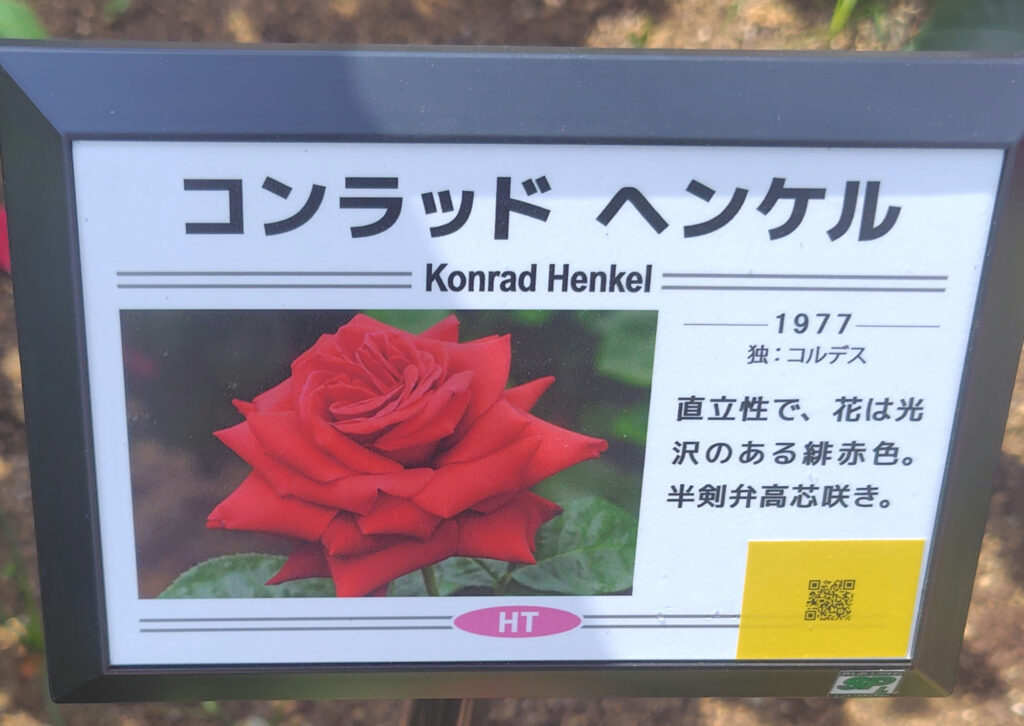 コンラッド ヘンケル
Konrad Henkel
1977
独：コルデス
直立性で、花は光
沢のある緋赤色。
半剣弁高芯咲き。
HT